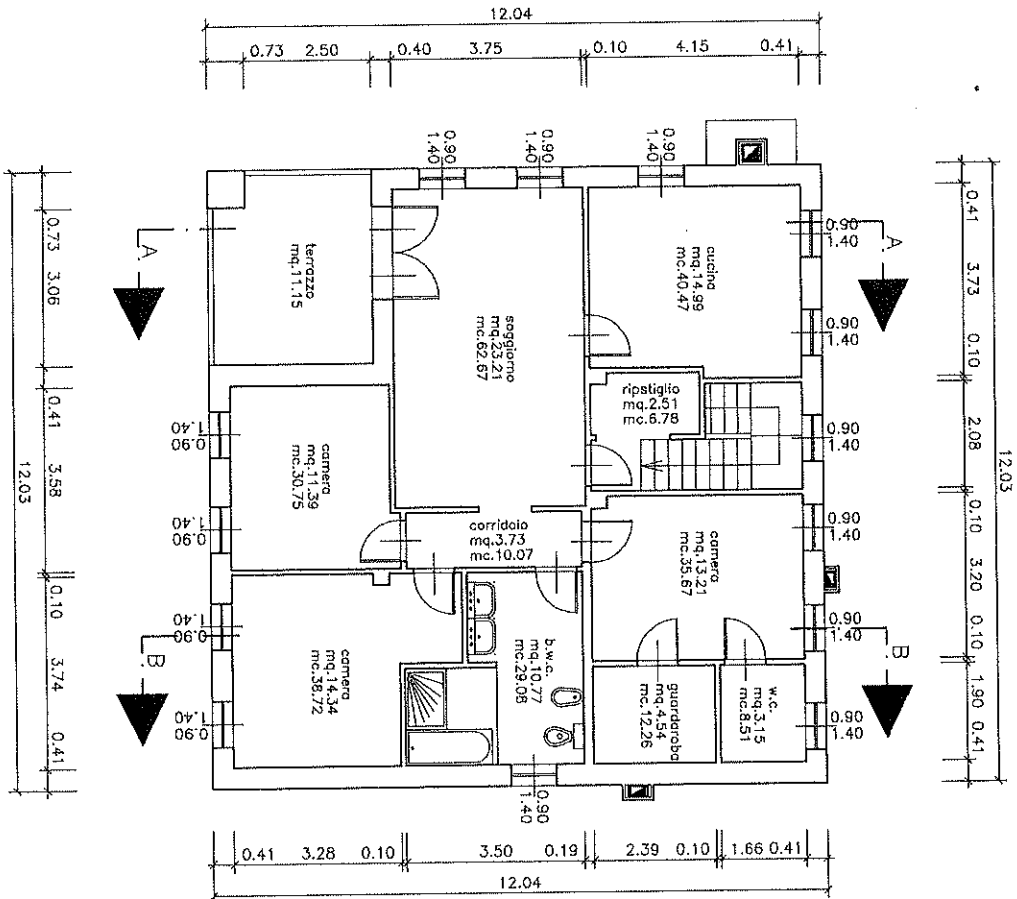 12.04
0.73 2.50 0.40 3.75 0.10 4.15 0.41
0.90
1.40
0.90
1.40
0.90
1.40
A.
A.
0.90
1.40
0.90
1.40
0.90
1.40
0.90
1.40
0.90
1.40
0.90
1.40
terrazzo
mq.11.15
saggiorno
mq.23.21
mc.62.67
cucina
mq.14.99
mc.40.47
ripstiglio
mq.2.51
mc.6.78
camera
mq.11.39
mc.30.75
corridoio
mq.3.73
mc.10.07
camera
mq.13.21
mc.35.67
camera
mq.14.34
mc.38.72
b.w.c.
mq.10.77
mc.29.08
guardaroba
mq.4.54
mc.12.26
w.c.
mq.3.15
mc.8.51
1.40
0.90
1.40
0.90
1.40
0.90
1.40
0.90
B.
B.
0.90
1.40
0.73 3.06 0.41 3.58 0.10 3.74 0.41
12.03
0.41 3.73 0.10 2.08 0.10 3.20 0.10 1.90 0.41
12.03
0.41 3.28 0.10 3.50 0.19 2.39 0.10 1.66 0.41
12.04